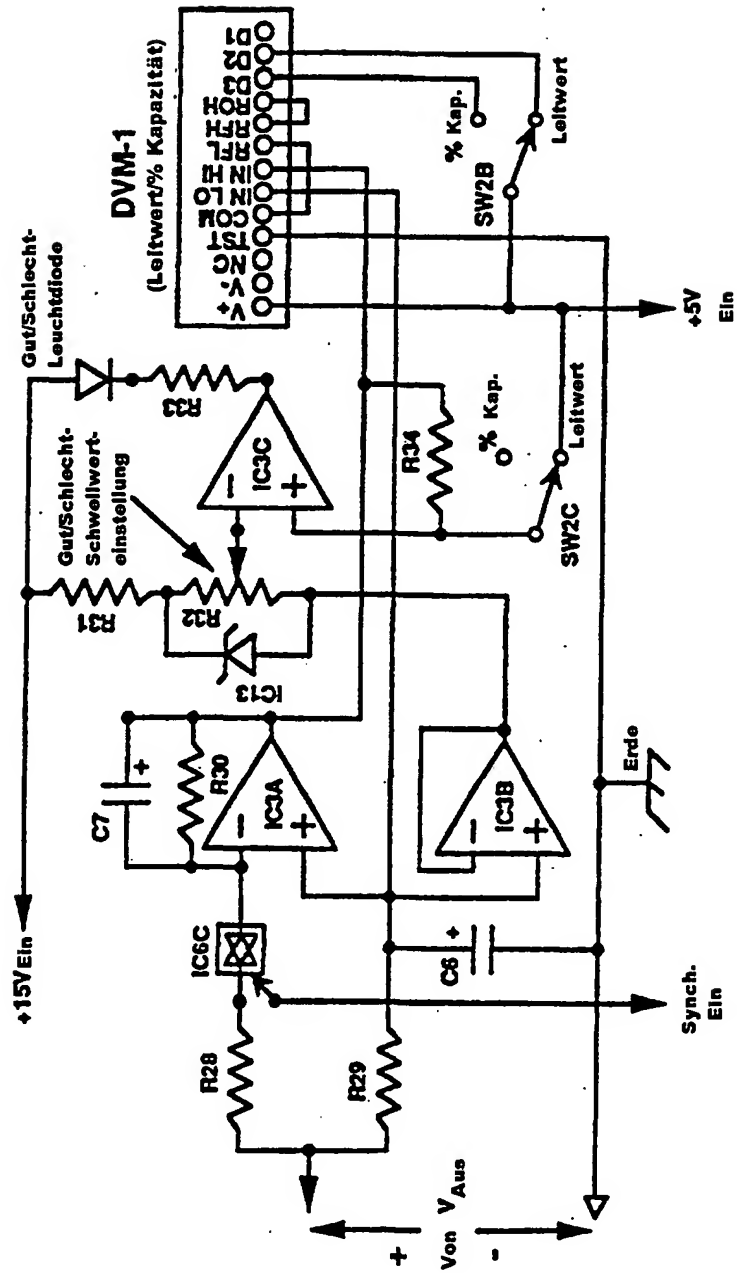 DVM-1
(Leitwert/% Kapazität)
V+
V-
NC
TST
COM
IN LO
IN HI
RFL
RFH
ROH
D3
D2
D1
Gut/Schlecht-
Leuchtdiode
Gut/Schlecht-
Schwellwert-
einstellung
+15V Ein
R31
R32
R33
IC13
IC3C
−
+
C7
+
R30
IC3A
−
+
IC6C
R28
R29
IC3B
−
+
C6
+
R34
% Kap.
Leitwert
SW2C
% Kap.
Leitwert
SW2B
+5V
Ein
Erde
Synch.
Ein
+
Von VAus
-